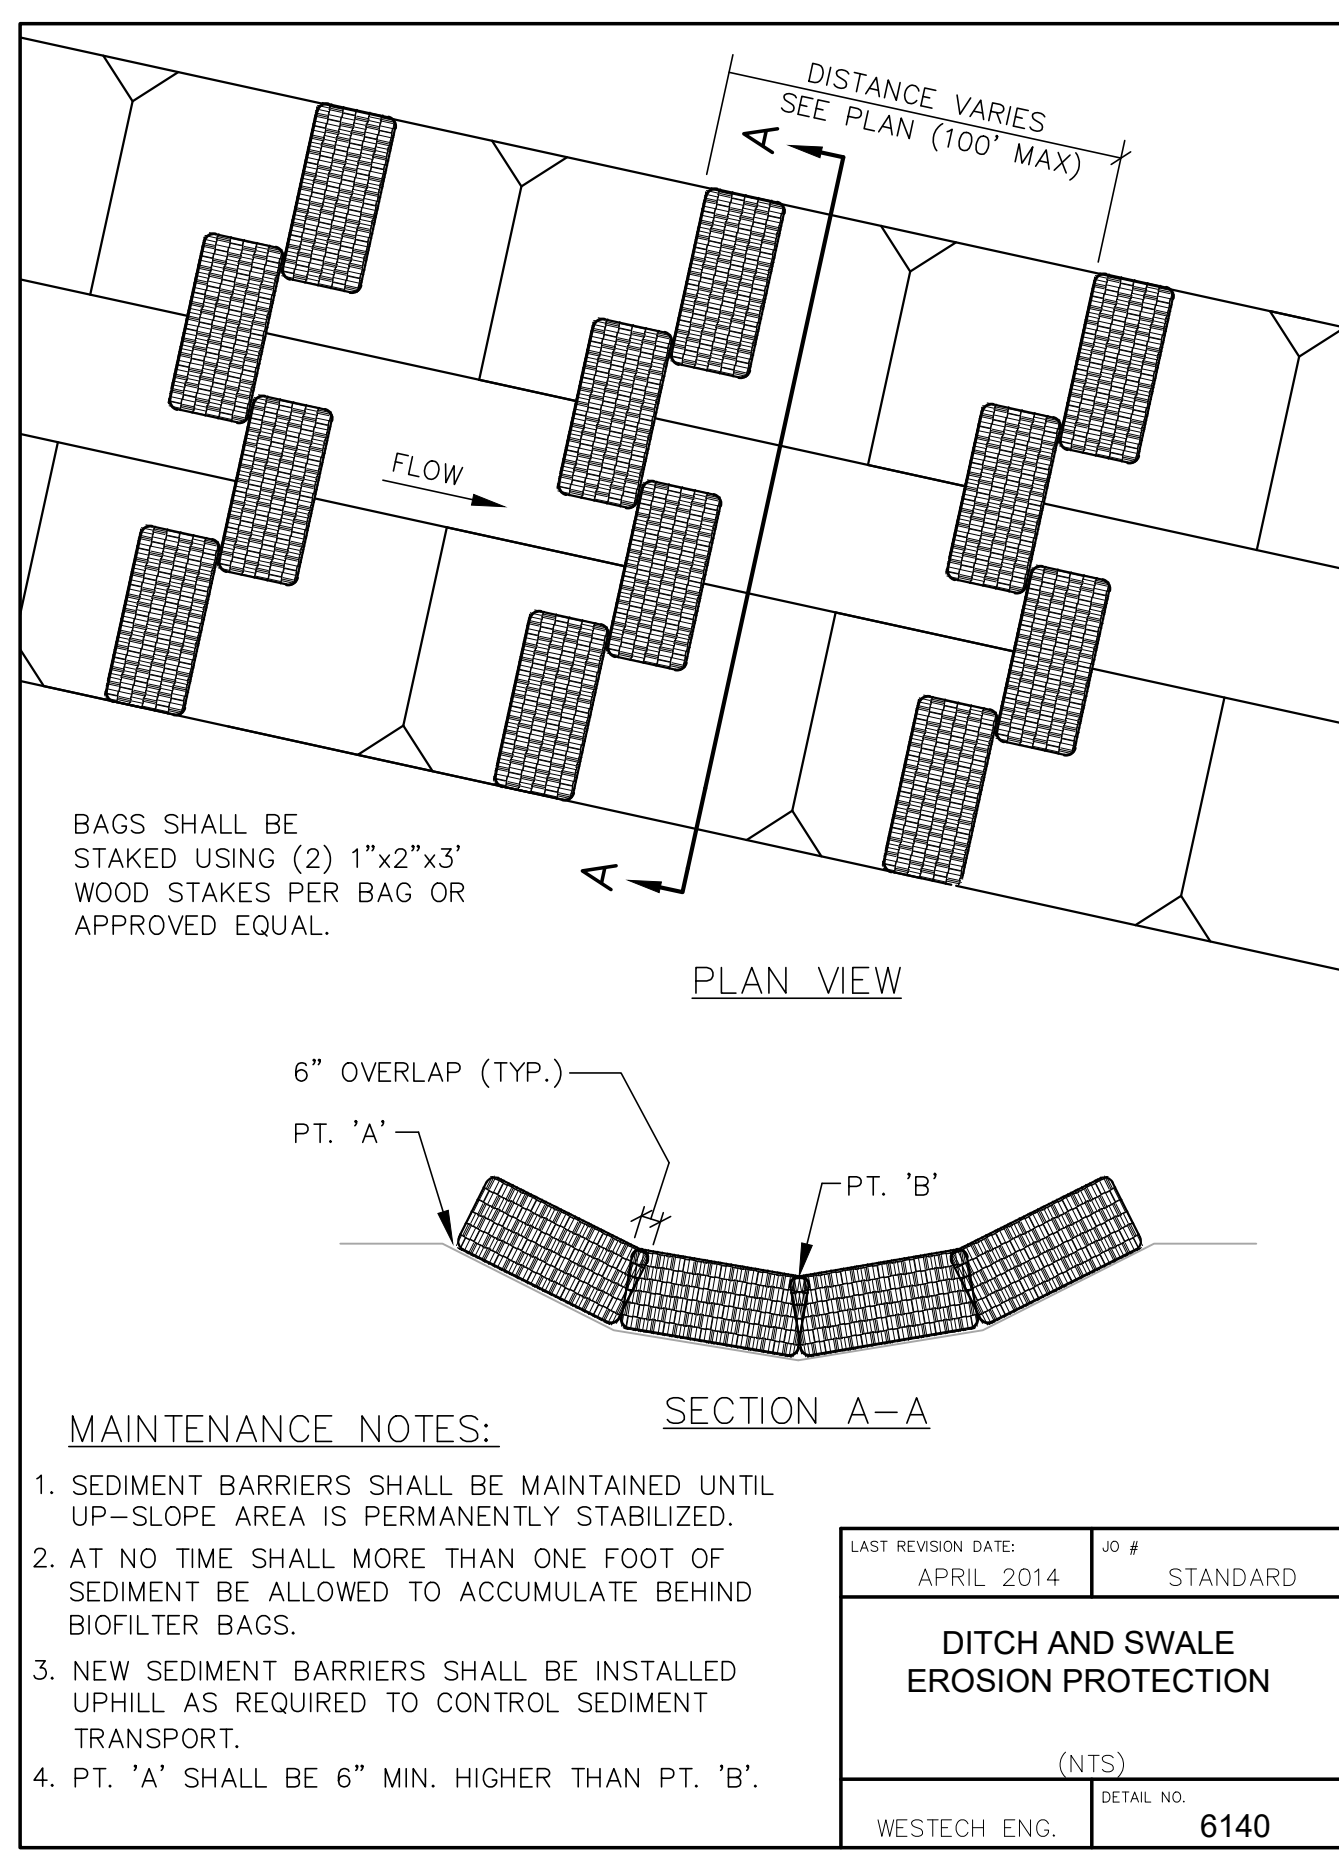 DISTANCE VARIES
SEE PLAN (100' MAX)
A
FLOW
BAGS SHALL BE
STAKED USING (2) 1"x2"x3'
WOOD STAKES PER BAG OR
APPROVED EQUAL.
A
PLAN VIEW
6" OVERLAP (TYP.)
PT. 'A'
PT. 'B'
SECTION A-A
MAINTENANCE NOTES:
1. SEDIMENT BARRIERS SHALL BE MAINTAINED UNTIL
UP-SLOPE AREA IS PERMANENTLY STABILIZED.
2. AT NO TIME SHALL MORE THAN ONE FOOT OF
SEDIMENT BE ALLOWED TO ACCUMULATE BEHIND
BIOFILTER BAGS.
3. NEW SEDIMENT BARRIERS SHALL BE INSTALLED
UPHILL AS REQUIRED TO CONTROL SEDIMENT
TRANSPORT.
4. PT. 'A' SHALL BE 6" MIN. HIGHER THAN PT. 'B'.
LAST REVISION DATE:
APRIL 2014
JO #
STANDARD
DITCH AND SWALE
EROSION PROTECTION
(NTS)
WESTECH ENG.
DETAIL NO.
6140